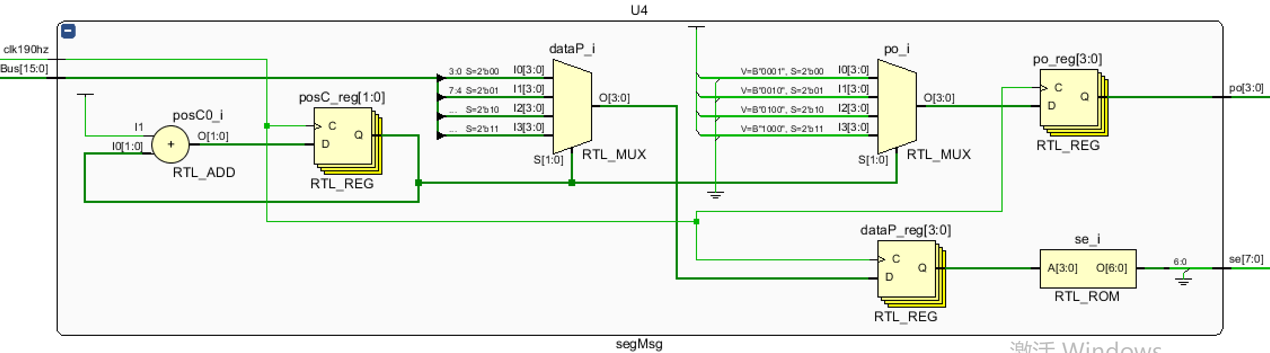 U4
clk190hz
Bus[15:0]
dataP_i
3:0 S=2'b00 I0[3:0]
7:4 S=2'b01 I1[3:0]
... S=2'b10 I2[3:0]
... S=2'b11 I3[3:0]
O[3:0]
S[1:0]
RTL_MUX
po_i
V=B"0001", S=2'b00 I0[3:0]
V=B"0010", S=2'b01 I1[3:0]
V=B"0100", S=2'b10 I2[3:0]
V=B"1000", S=2'b11 I3[3:0]
O[3:0]
S[1:0]
RTL_MUX
po_reg[3:0]
C
D
Q
RTL_REG
po[3:0]
posC0_i
I1
I0[1:0]
+
O[1:0]
RTL_ADD
posC_reg[1:0]
C
D
Q
RTL_REG
dataP_reg[3:0]
C
D
Q
RTL_REG
se_i
A[3:0] O[6:0]
RTL_ROM
6:0
se[7:0]
segMsg
激活 Windows